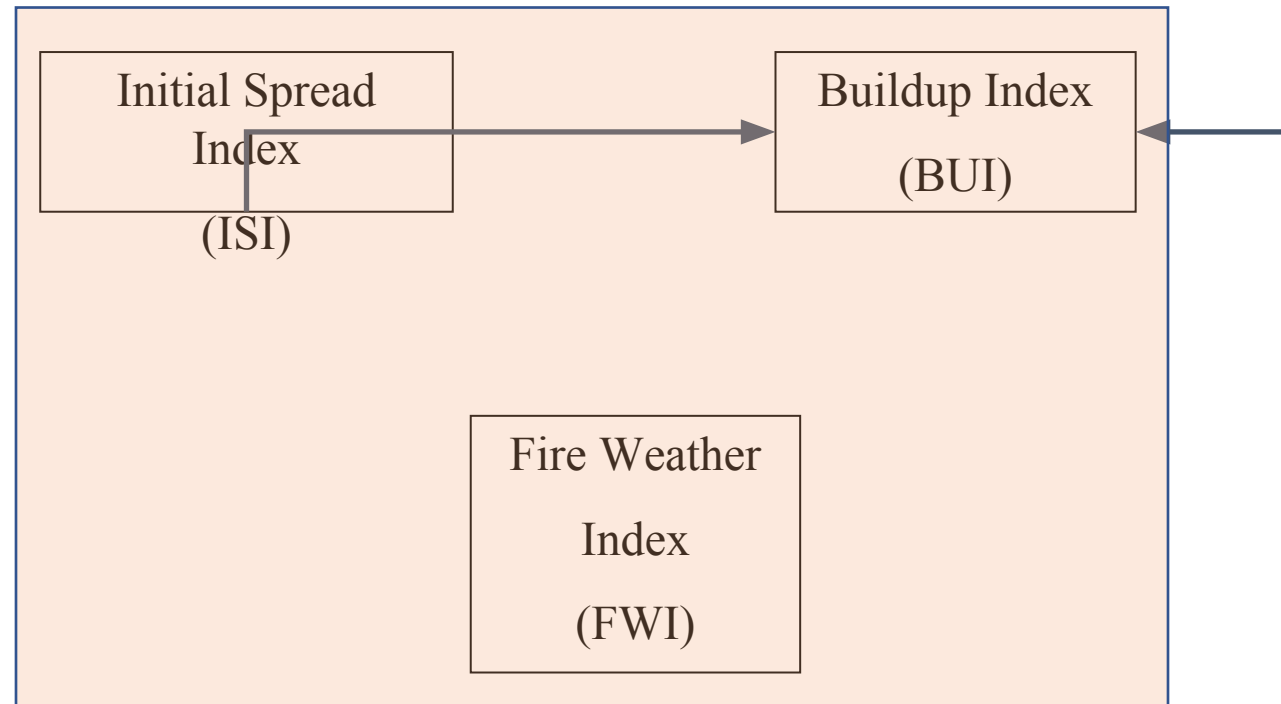 Initial Spread
Index
(ISI)
Buildup Index
(BUI)
Fire Weather
Index
(FWI)